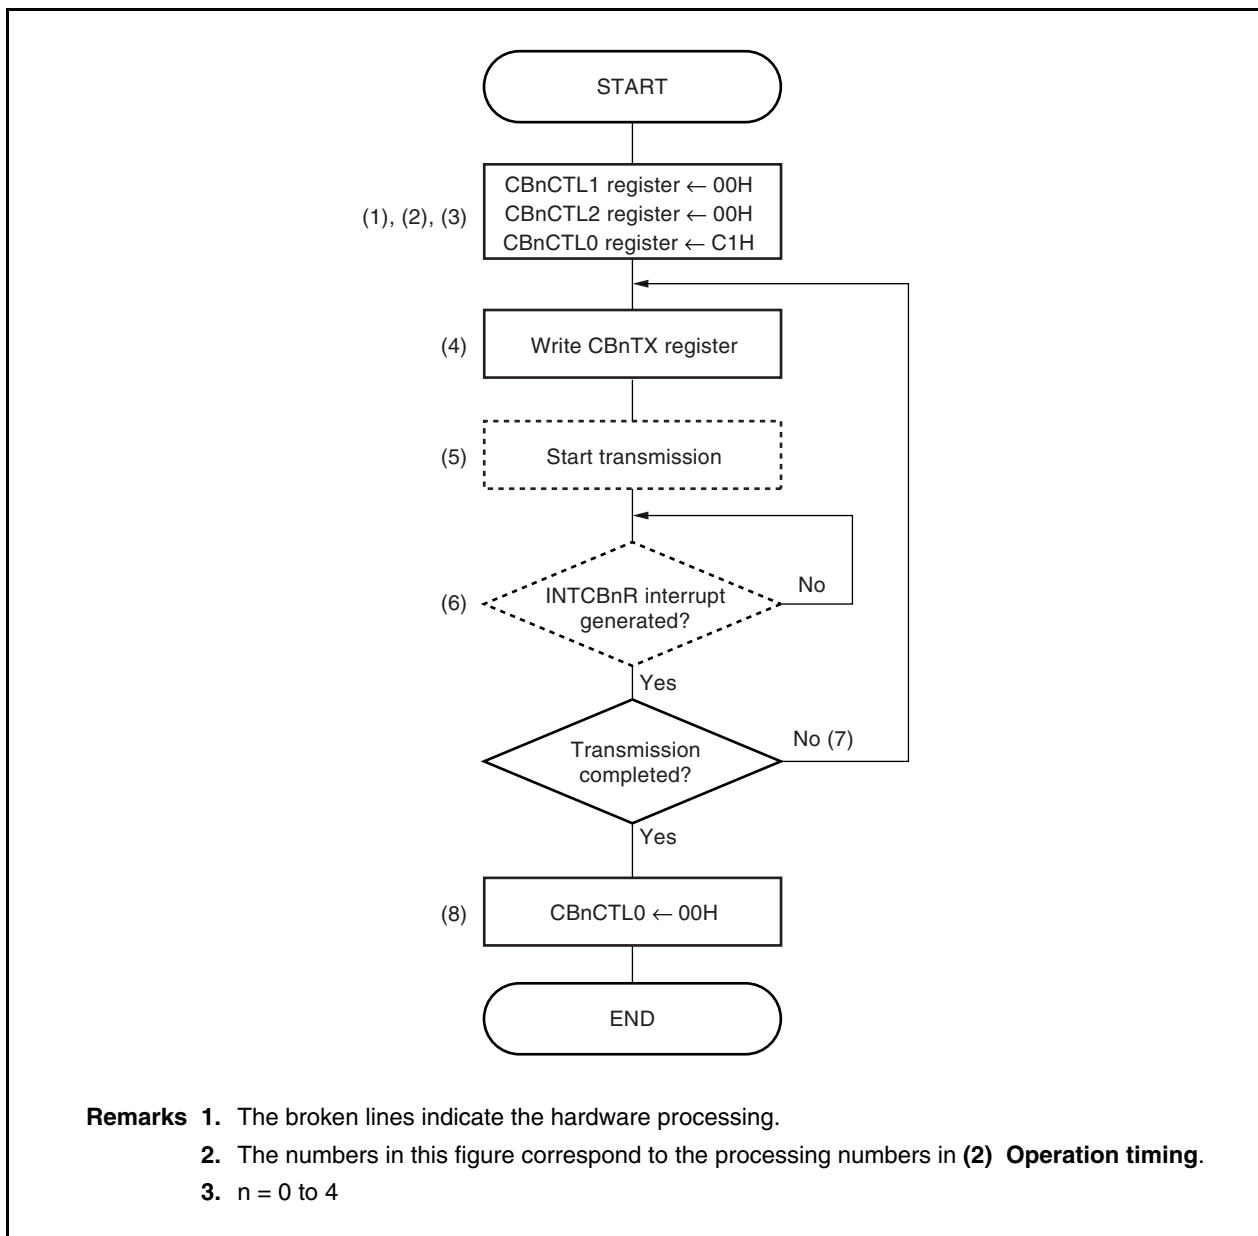 START
CBnCTL1 register ← 00H
CBnCTL2 register ← 00H
(1), (2), (3)
CBnCTL0 register ← C1H
(4)
Write CBnTX register
(5)
Start transmission
(6)
INTCBnR interrupt
generated?
No
Yes
Transmission
completed?
No (7)
Yes
(8)
CBnCTL0 ← 00H
END
Remarks 1. The broken lines indicate the hardware processing.
2. The numbers in this figure correspond to the processing numbers in (2) Operation timing.
3. n = 0 to 4